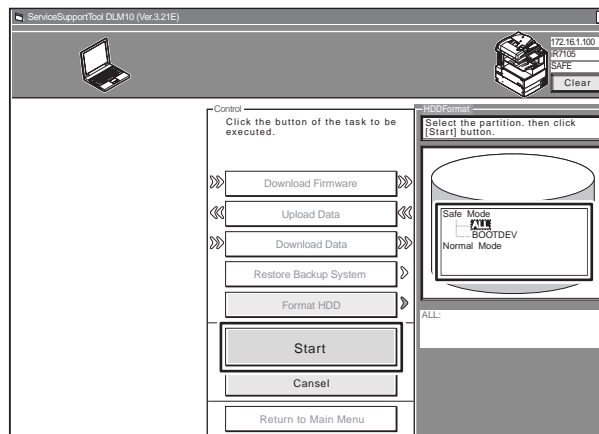 ServiceSupportTool DLM10 (Ver.3.21E)
172.16.1.100
iR7105
SAFE
Clear
Control
Click the button of the task to be
executed.
Download Firmware
Upload Data
Download Data
Restore Backup System
Format HDD
Start
Cansel
Return to Main Menu
HDDFormat
Select the partition. then click
[Start] button.
Safe Mode
ALL
BOOTDEV
Normal Mode
ALL: